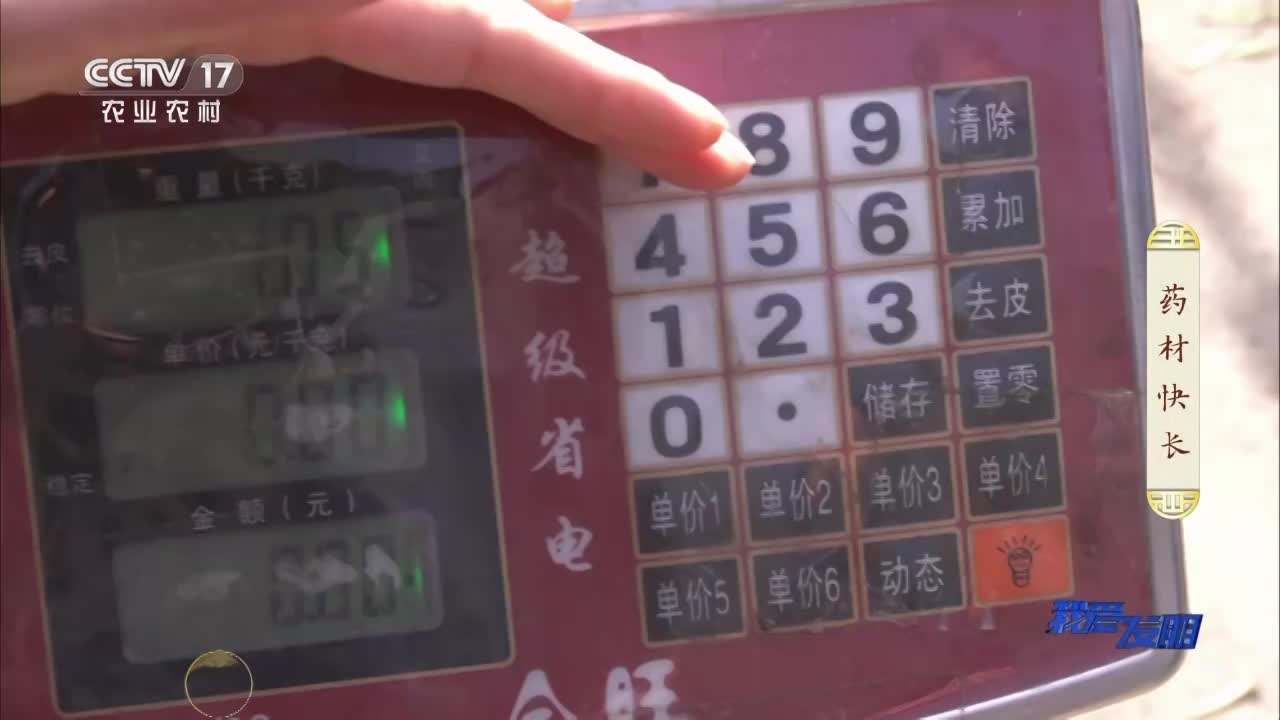 CCTV 17
农业农村
重量(千克)
去皮
单价(元/千克)
稳定
金额(元)
超级省电
8 9 清除
4 5 6 累加
1 2 3 去皮
0 · 储存 置零
单价1 单价2 单价3 单价4
单价5 单价6 动态
药材快长
我爱发明